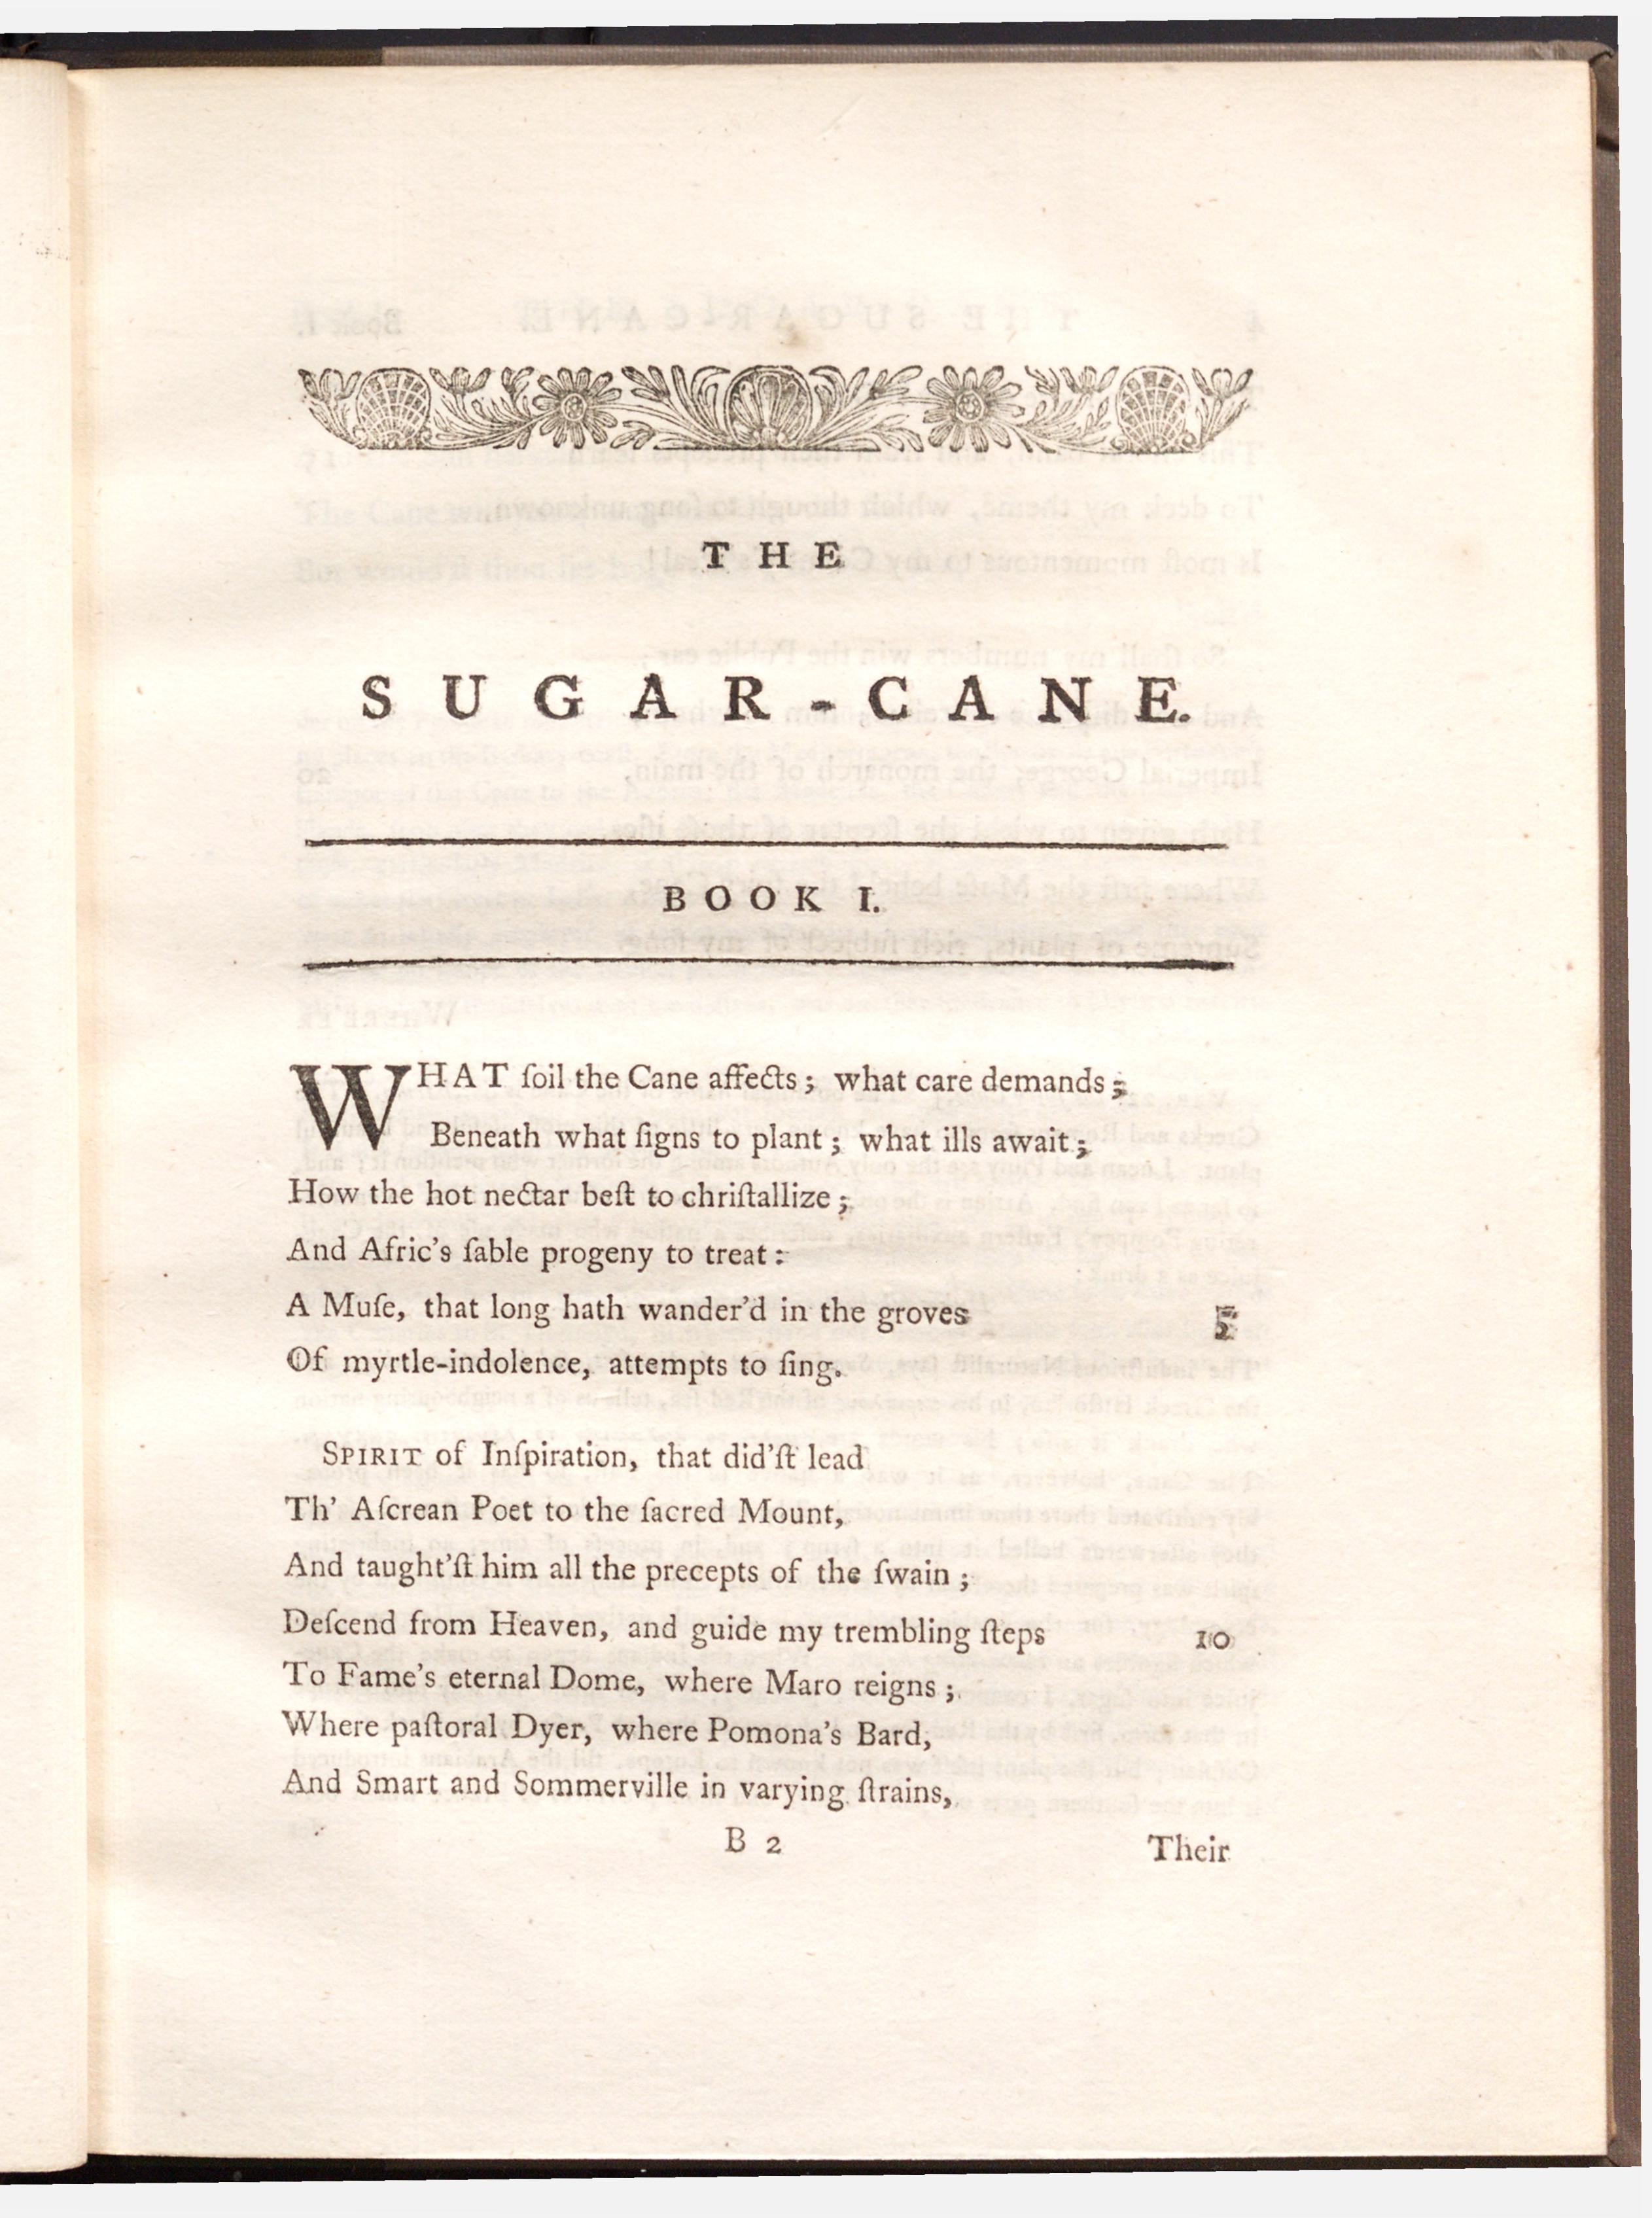 THE
SUGAR-CANE.
BOOK I.
WHAT ſoil the Cane affects; what care demands;
Beneath what ſigns to plant; what ills await;
How the hot nectar beſt to chriſtallize;
And Afric's ſable progeny to treat:
A Muſe, that long hath wander'd in the groves 5
Of myrtle-indolence, attempts to ſing.
SPIRIT of Inſpiration, that did'ſt lead
Th' Aſcrean Poet to the ſacred Mount,
And taught'ſt him all the precepts of the ſwain;
Deſcend from Heaven, and guide my trembling ſteps 10
To Fame's eternal Dome, where Maro reigns;
Where paſtoral Dyer, where Pomona's Bard,
And Smart and Sommerville in varying ſtrains,
B 2 Their